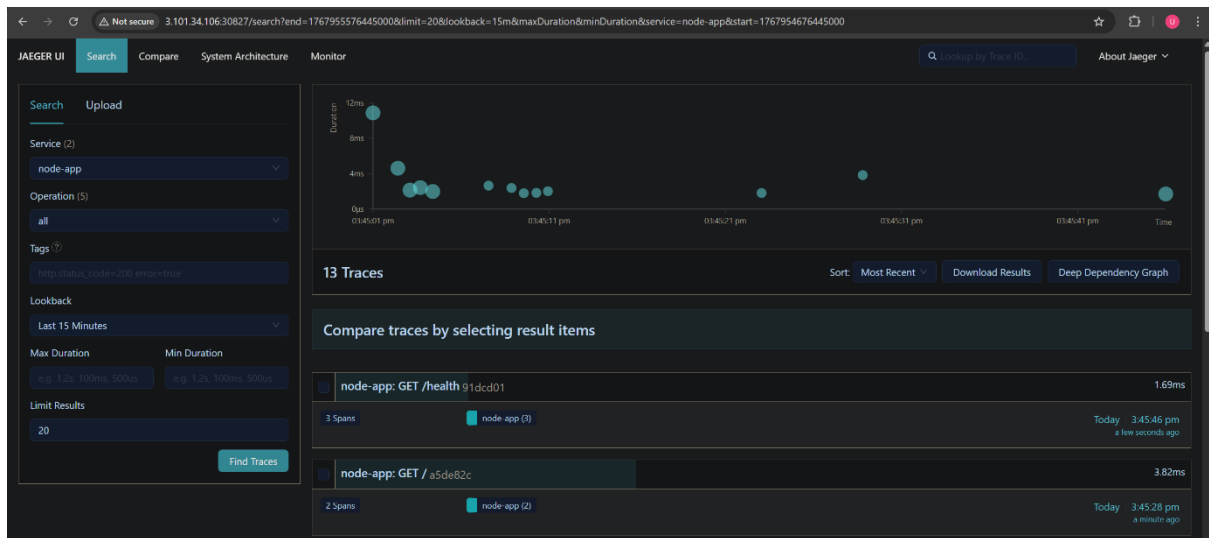 Not secure 3.101.34.106:30827/search?end=1767955576445000&limit=20&lookback=15m&maxDuration&minDuration&service=node-app&start=1767954676445000
U
JAEGER UI Search Compare System Architecture Monitor Lookup by Trace ID... About Jaeger
Search Upload
Service (2)
node-app
Operation (5)
all
Tags ?
http.status_code=200 error=true
Lookback
Last 15 Minutes
Max Duration Min Duration
e.g. 1.2s, 100ms, 500us e.g. 1.2s, 100ms, 500us
Limit Results
20
Find Traces
Duration
12ms
8ms
4ms
0μs
03:45:01 pm 03:45:11 pm 03:45:21 pm 03:45:31 pm 03:45:41 pm Time
13 Traces Sort: Most Recent Download Results Deep Dependency Graph
Compare traces by selecting result items
node-app: GET /health 91dcd01 1.69ms
3 Spans node-app (3) Today 3:45:46 pm
a few seconds ago
node-app: GET / a5de82c 3.82ms
2 Spans node-app (2) Today 3:45:28 pm
a minute ago